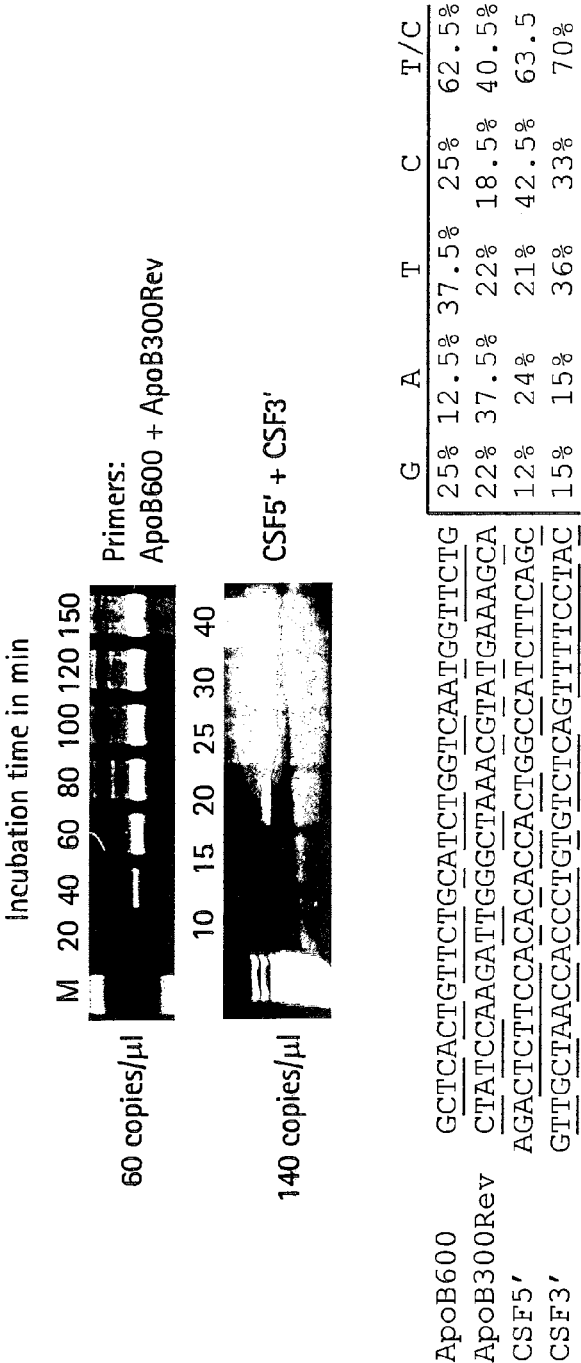 Incubation time in min
M 20 40 60 80 100 120 150
Primers:
60 copies/µl
ApoB600 + ApoB300Rev
10 15 20 25 30 40
140 copies/µl
CSF5' + CSF3'
G A T C T/C
ApoB600 GCTCACTGTTCTGCATCTGGTCAATGGTTCTG 25% 12.5% 37.5% 25% 62.5%
ApoB300Rev CTATCCAAGATTGGGCTAAACGTATGAAAGCA 22% 37.5% 22% 18.5% 40.5%
CSF5' AGACTCTTCCACACACCACTGGCCATCTTCAGC 12% 24% 21% 42.5% 63.5
CSF3' GTTGCTAACCACCCTGTGTCTCAGTTTTCCTAC 15% 15% 36% 33% 70%